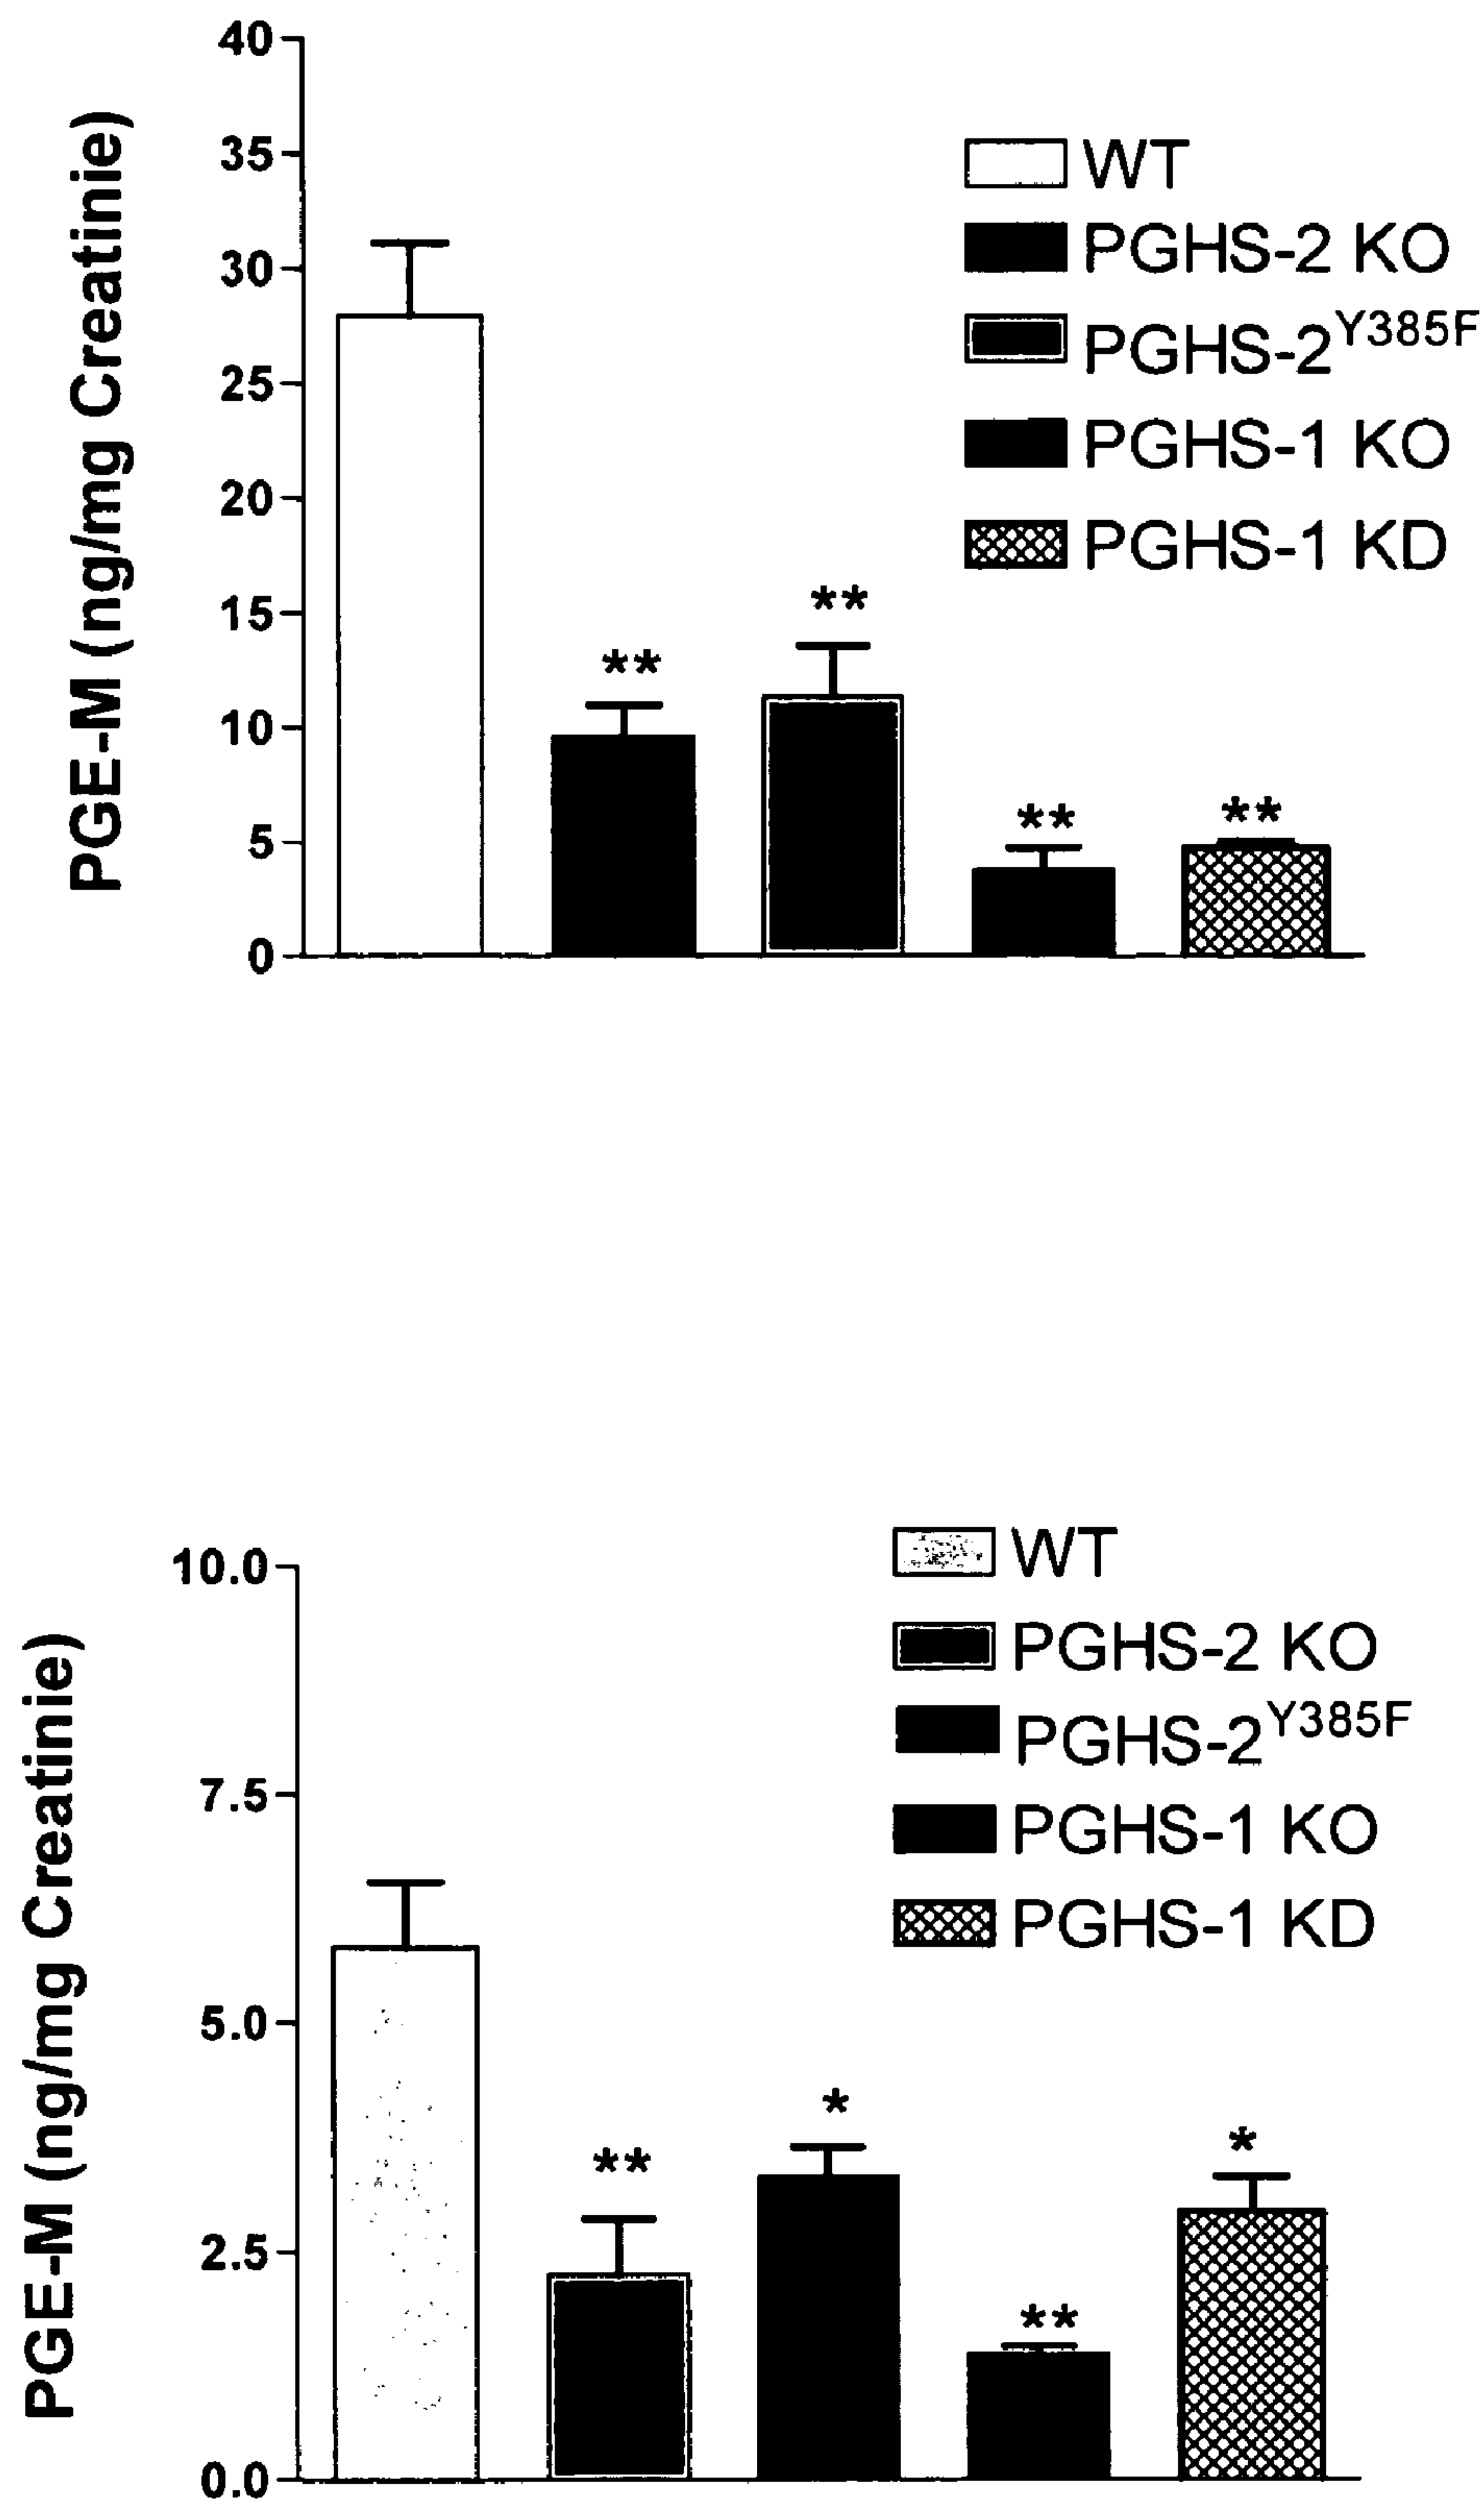 PGE-M (ng/mg Creatinie)
40
35
30
25
20
15
10
5
0
WT
PGHS-2 KO
PGHS-2Y385F
PGHS-1 KO
PGHS-1 KD
**
**
**
**
PGE-M (ng/mg Creatinie)
10.0
7.5
5.0
2.5
0.0
WT
PGHS-2 KO
PGHS-2Y385F
PGHS-1 KO
PGHS-1 KD
**
*
**
*